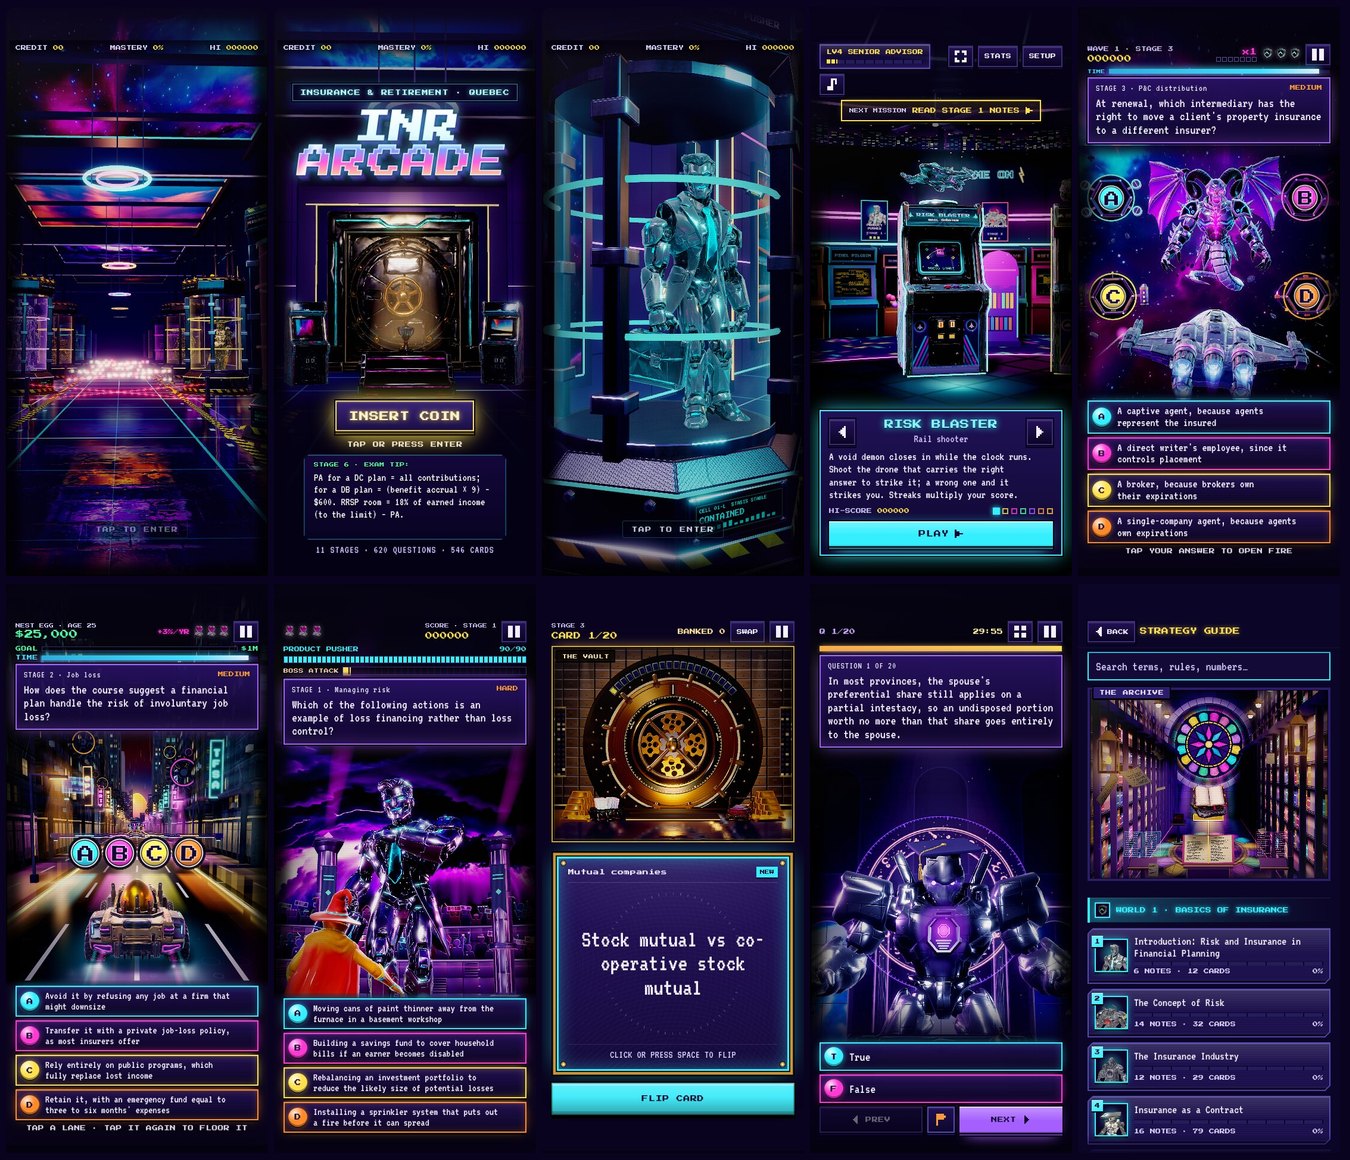 CREDIT 00 MASTERY 0% HI 000000
TAP TO ENTER
CREDIT 00 MASTERY 0% HI 000000
INSURANCE & RETIREMENT · QUEBEC
INR
ARCADE
INSERT COIN
TAP OR PRESS ENTER
STAGE 6 · EXAM TIP:
PA for a DC plan = all contributions;
for a DB plan = (benefit accrual × 9) -
$600. RRSP room = 18% of earned income
(to the limit) - PA.
11 STAGES · 620 QUESTIONS · 546 CARDS
CREDIT 00 MASTERY 0% HI 000000
CELL 01-L STASIS STABLE
CONTAINED
TAP TO ENTER
LV4 SENIOR ADVISOR
STATS
SETUP
NEXT MISSION READ STAGE 1 NOTES
RISK BLASTER
RISK BLASTER
Rail shooter
A void demon closes in while the clock runs.
Shoot the drone that carries the right
answer to strike it; a wrong one and it
strikes you. Streaks multiply your score.
HI-SCORE 000000
PLAY
WAVE 1 · STAGE 3
000000
x1
TIME
STAGE 3 · P&C distribution MEDIUM
At renewal, which intermediary has the
right to move a client's property insurance
to a different insurer?
A
B
C
D
A A captive agent, because agents
represent the insured
B A direct writer's employee, since it
controls placement
C A broker, because brokers own
their expirations
D A single-company agent, because agents
own expirations
TAP YOUR ANSWER TO OPEN FIRE
NEST EGG · AGE 25
$25,000
+3%/YR
GOAL $1M
TIME
STAGE 2 · Job loss MEDIUM
How does the course suggest a financial
plan handle the risk of involuntary job
loss?
TFSA
A B C D
A Avoid it by refusing any job at a firm that
might downsize
B Transfer it with a private job-loss policy,
as most insurers offer
C Rely entirely on public programs, which
fully replace lost income
D Retain it, with an emergency fund equal to
three to six months' expenses
TAP A LANE · TAP IT AGAIN TO FLOOR IT
SCORE · STAGE 1
000000
PRODUCT PUSHER 90/90
BOSS ATTACK
STAGE 1 · Managing risk HARD
Which of the following actions is an
example of loss financing rather than loss
control?
A Moving cans of paint thinner away from the
furnace in a basement workshop
B Building a savings fund to cover household
bills if an earner becomes disabled
C Rebalancing an investment portfolio to
reduce the likely size of potential losses
D Installing a sprinkler system that puts out
a fire before it can spread
STAGE 3
CARD 1/20
BANKED 0
SWAP
THE VAULT
Mutual companies NEW
Stock mutual vs co-
operative stock
mutual
CLICK OR PRESS SPACE TO FLIP
FLIP CARD
Q 1/20 29:55
QUESTION 1 OF 20
In most provinces, the spouse's
preferential share still applies on a
partial intestacy, so an undisposed portion
worth no more than that share goes entirely
to the spouse.
T True
F False
PREV
NEXT
BACK STRATEGY GUIDE
Search terms, rules, numbers…
THE ARCHIVE
WORLD 1 · BASICS OF INSURANCE
1 Introduction: Risk and Insurance in
Financial Planning
6 NOTES · 12 CARDS 0%
2 The Concept of Risk
14 NOTES · 32 CARDS 0%
3 The Insurance Industry
12 NOTES · 29 CARDS 0%
4 Insurance as a Contract
16 NOTES · 79 CARDS 0%